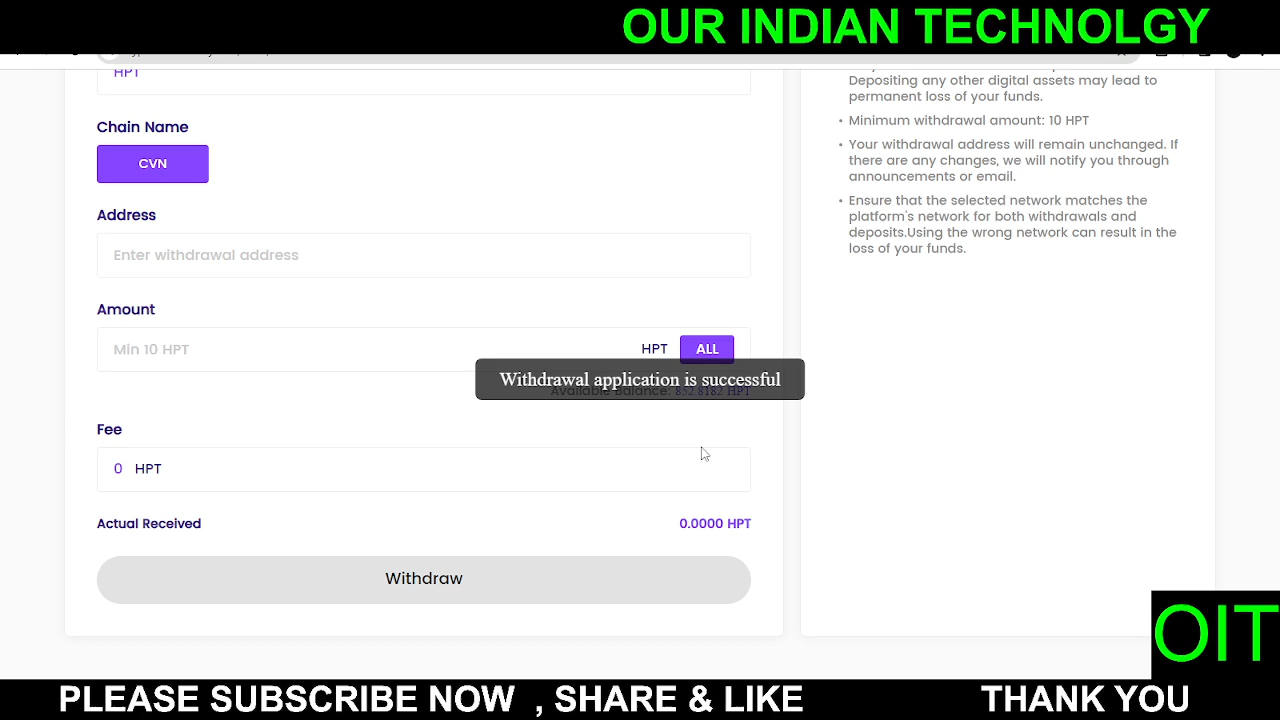 OUR INDIAN TECHNOLGY
HPT
Chain Name
CVN
Address
Enter withdrawal address
Amount
Min 10 HPT
HPT
ALL
Withdrawal application is successful
Available Balance: 852.8182 HPT
Fee
0 HPT
Actual Received
0.0000 HPT
Withdraw
Depositing any other digital assets may lead to
permanent loss of your funds.
• Minimum withdrawal amount: 10 HPT
• Your withdrawal address will remain unchanged. If
there are any changes, we will notify you through
announcements or email.
• Ensure that the selected network matches the
platform's network for both withdrawals and
deposits.Using the wrong network can result in the
loss of your funds.
OIT
PLEASE SUBSCRIBE NOW , SHARE & LIKE
THANK YOU